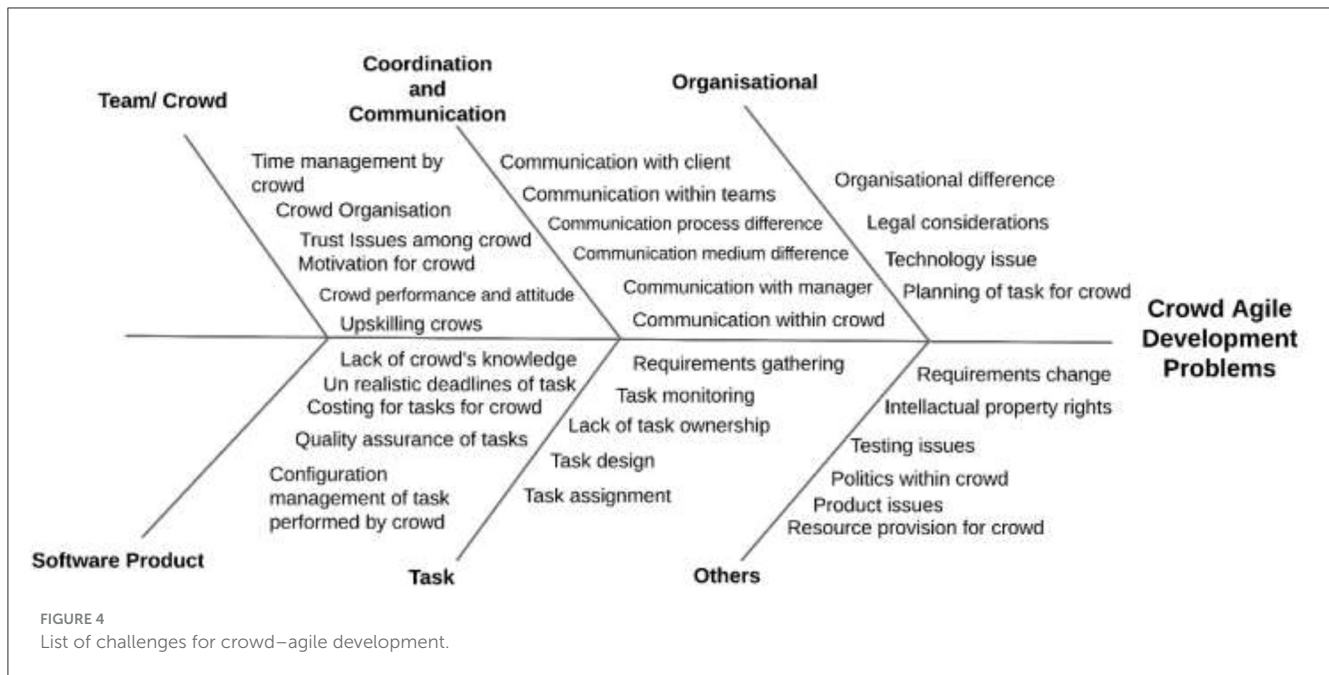 Team/ Crowd
Coordination
and
Communication
Organisational
Time management by
crowd
Crowd Organisation
Trust Issues among crowd
Motivation for crowd
Crowd performance and attitude
Upskilling crows
Communication with client
Communication within teams
Communication process difference
Communication medium difference
Communication with manager
Communication within crowd
Organisational difference
Legal considerations
Technology issue
Planning of task for crowd
Crowd Agile
Development
Problems
Lack of crowd's knowledge
Un realistic deadlines of task
Costing for tasks for crowd
Quality assurance of tasks
Configuration
management of task
performed by crowd
Requirements gathering
Task monitoring
Lack of task ownership
Task design
Task assignment
Requirements change
Intellactual property rights
Testing issues
Politics within crowd
Product issues
Resource provision for crowd
Software Product
Task
Others
FIGURE 4
List of challenges for crowd–agile development.